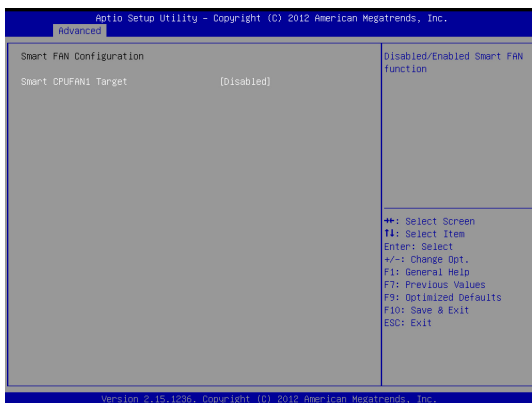 Aptio Setup Utility – Copyright (C) 2012 American Megatrends, Inc.
Advanced
Smart FAN Configuration
Smart CPUFAN1 Target [Disabled]
Disabled/Enabled Smart FAN
function
→←: Select Screen
↑↓: Select Item
Enter: Select
+/-: Change Opt.
F1: General Help
F7: Previous Values
F9: Optimized Defaults
F10: Save & Exit
ESC: Exit
Version 2.15.1236. Copyright (C) 2012 American Megatrends, Inc.